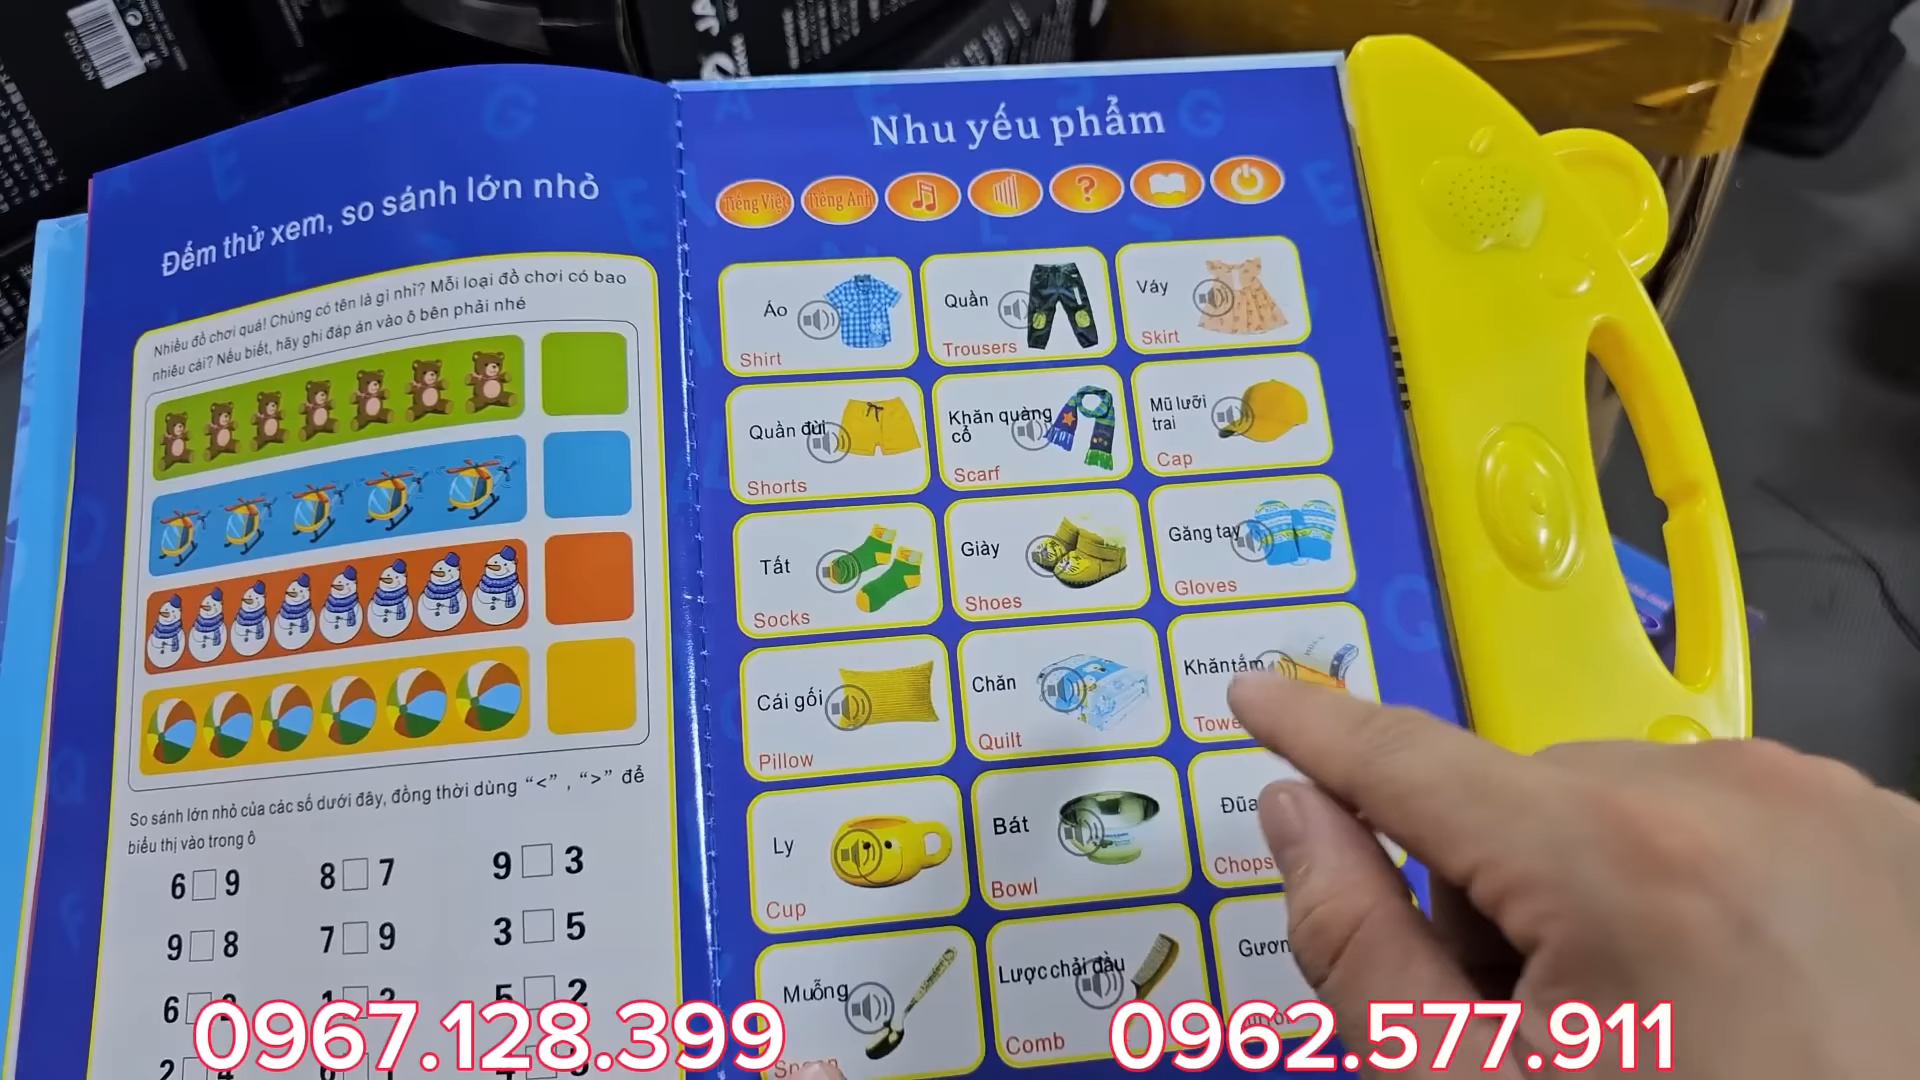 NO.TD02
Đếm thử xem, so sánh lớn nhỏ
Nhiều đồ chơi quá! Chúng có tên là gì nhỉ? Mỗi loại đồ chơi có bao
nhiêu cái? Nếu biết, hãy ghi đáp án vào ô bên phải nhé
So sánh lớn nhỏ của các số dưới đây, đồng thời dùng “<” , “>” để
biểu thị vào trong ô
6 □ 9 8 □ 7 9 □ 3
9 □ 8 7 □ 9 3 □ 5
Nhu yếu phẩm
Tiếng Việt Tiếng Anh
Áo
Shirt
Quần
Trousers
Váy
Skirt
Quần đùi
Shorts
Khăn quàng
cổ
Scarf
Mũ lưỡi
trai
Cap
Tất
Socks
Giày
Shoes
Găng tay
Gloves
Cái gối
Pillow
Chăn
Quilt
Khăn tắm
Ly
Cup
Bát
Bowl
Đũa
Muỗng
Lược chải đầu
Comb
0967.128.399
0962.577.911